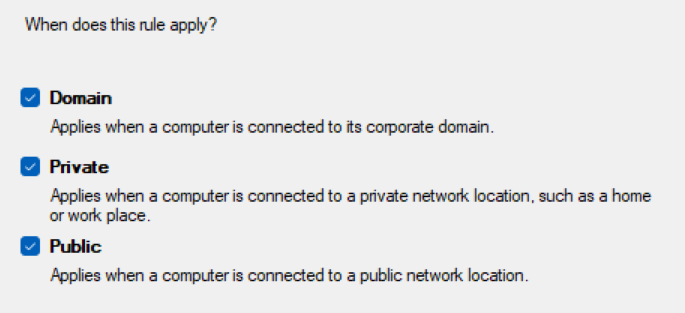 When does this rule apply?
Domain
Applies when a computer is connected to its corporate domain.
Private
Applies when a computer is connected to a private network location, such as a home
or work place.
Public
Applies when a computer is connected to a public network location.